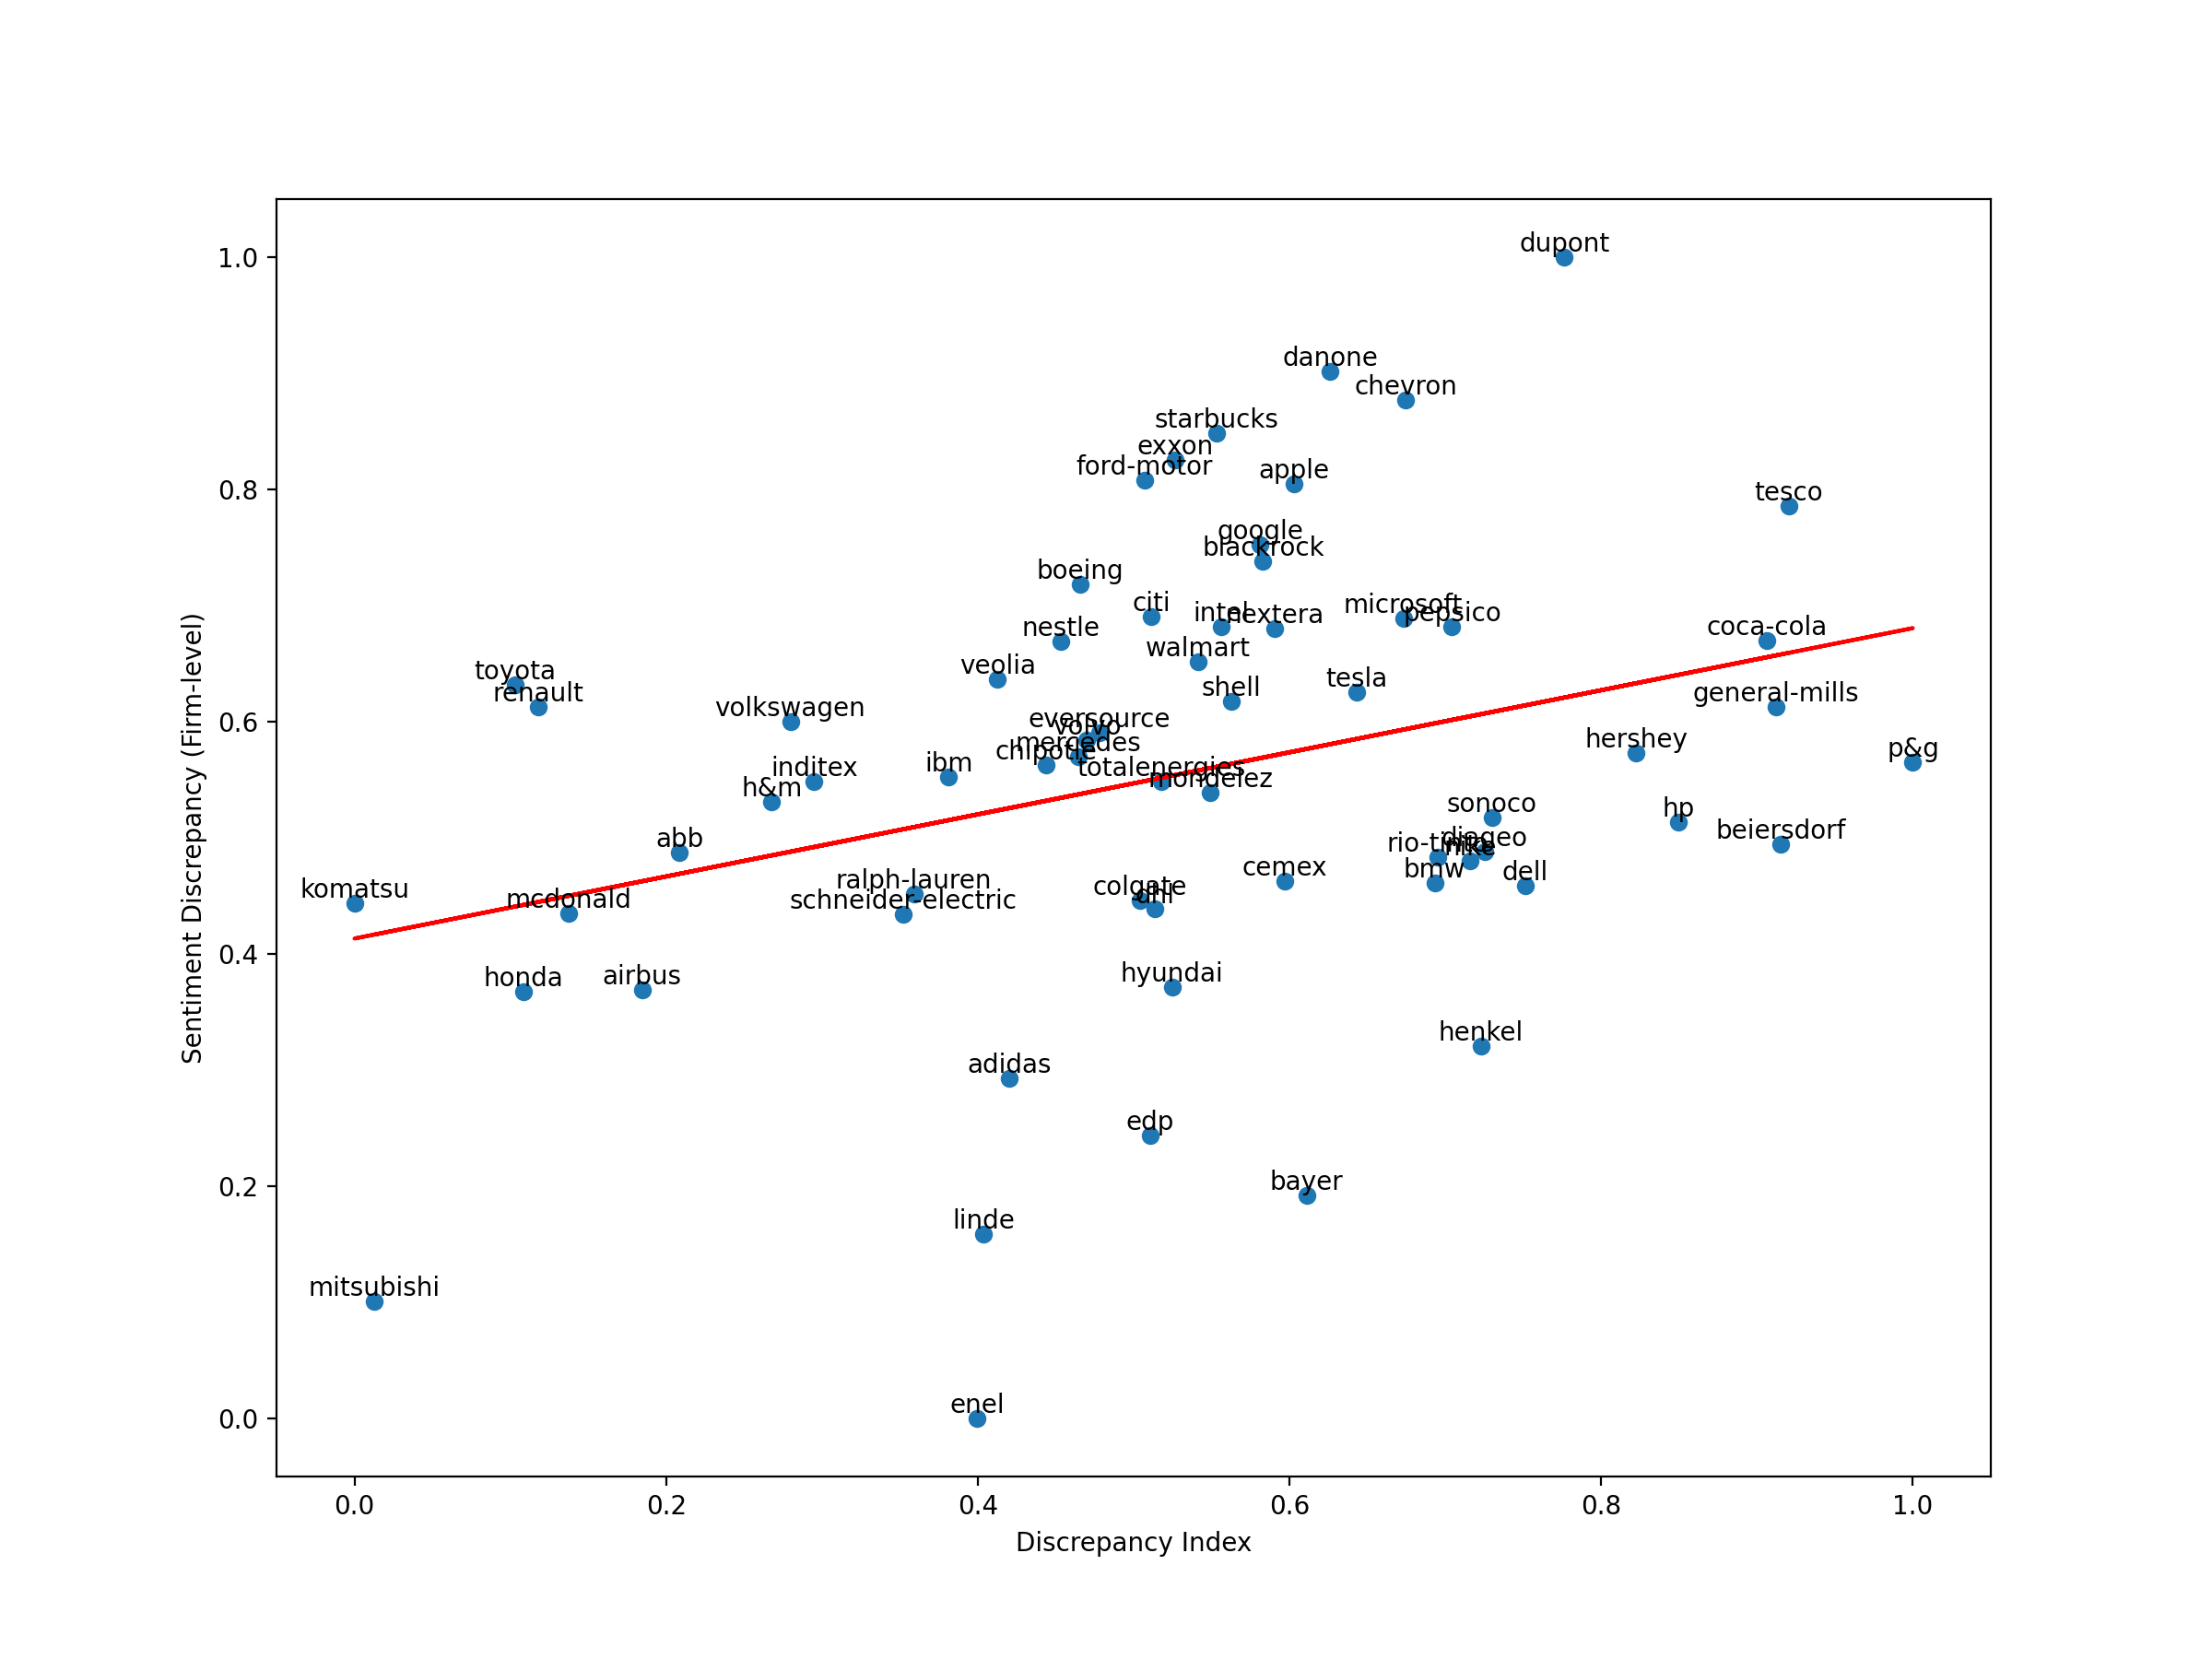 dupont
1.0
danone
chevron
starbucks
exxon
ford-motor
apple
0.8
tesco
google
blackrock
boeing
citi
intel
nextera
microsoft
pepsico
nestle
coca-cola
walmart
veolia
toyota
tesla
shell
renault
general-mills
0.6
volkswagen
eversource
volvo
mercedes
chipotle
hershey
p&g
ibm
inditex
totalenergies
h&m
mondelez
sonoco
hp
beiersdorf
abb
diageo
rio-tinto
nike
bmw
dell
cemex
ralph-lauren
colgate
dhl
komatsu
mcdonald
schneider-electric
0.4
honda
airbus
hyundai
henkel
adidas
edp
0.2
bayer
linde
mitsubishi
enel
0.0
0.0 0.2 0.4 0.6 0.8 1.0
Discrepancy Index
Sentiment Discrepancy (Firm-level)